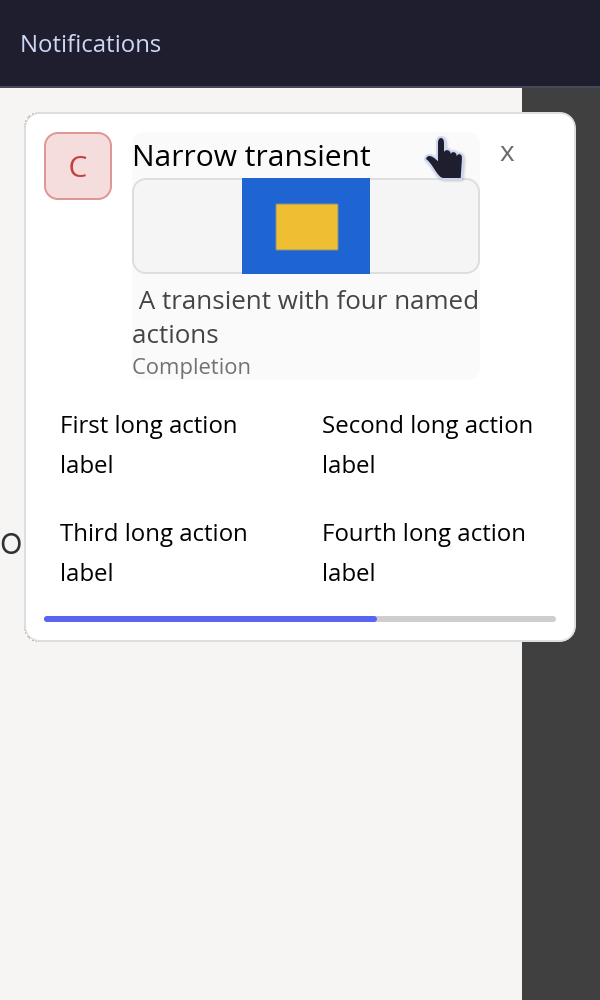 Notifications
C
Narrow transient
x
A transient with four named
actions
Completion
First long action
label
Second long action
label
Third long action
label
Fourth long action
label
o